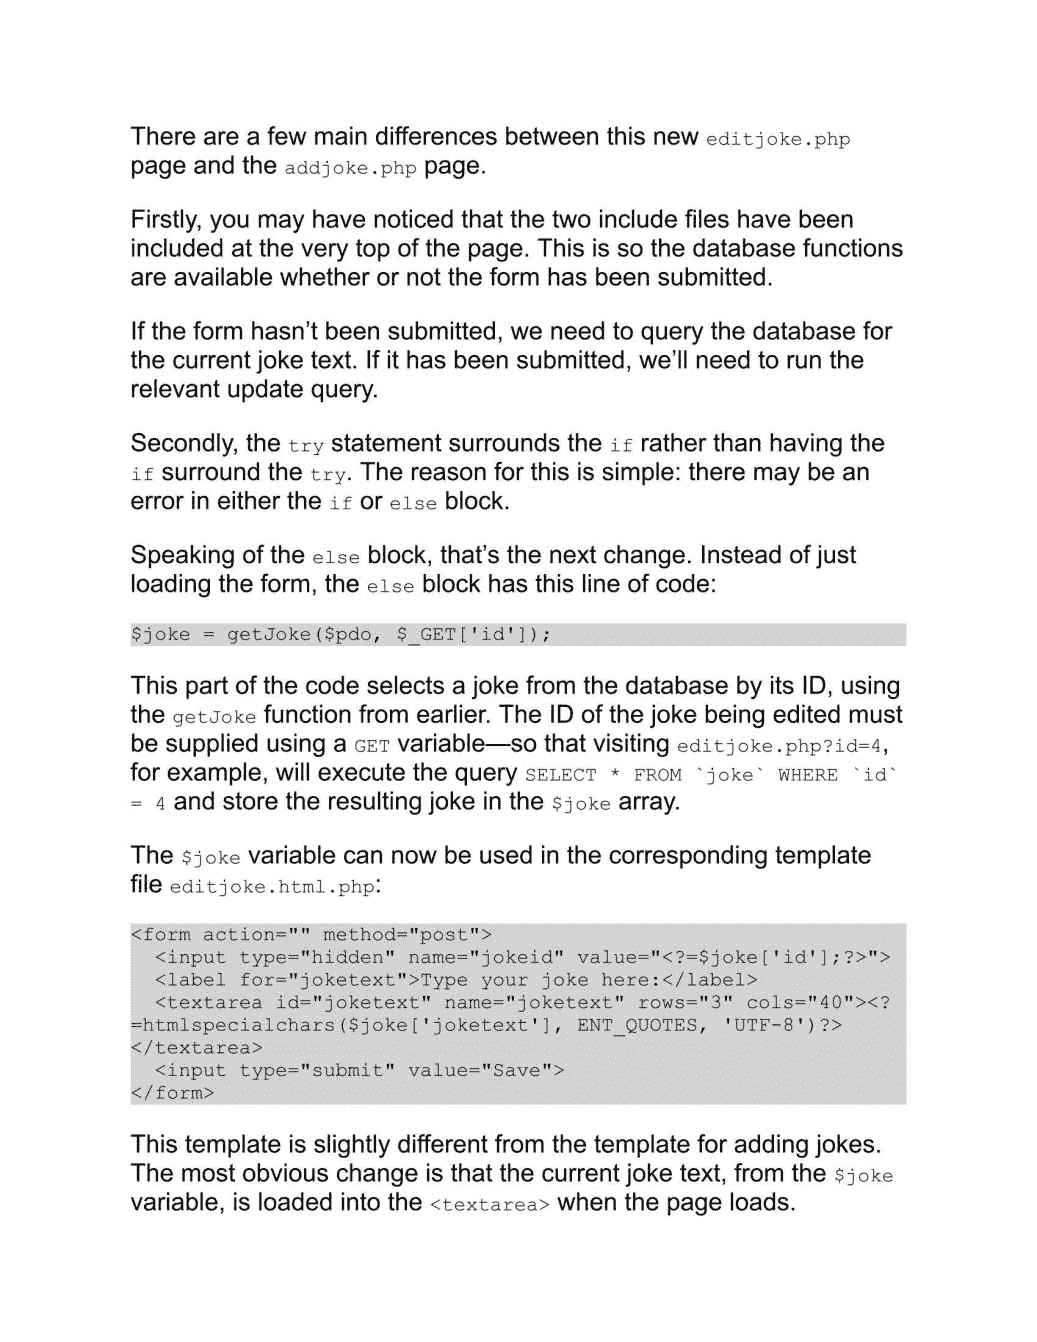 There are a few main differences between this new editjoke.php
page and the addjoke.php page.
Firstly, you may have noticed that the two include files have been
included at the very top of the page. This is so the database functions
are available whether or not the form has been submitted.
If the form hasn’t been submitted, we need to query the database for
the current joke text. If it has been submitted, we’ll need to run the
relevant update query.
Secondly, the try statement surrounds the if rather than having the
if surround the try. The reason for this is simple: there may be an
error in either the if or else block.
Speaking of the else block, that’s the next change. Instead of just
loading the form, the else block has this line of code:
$joke = getJoke($pdo, $_GET['id']);
This part of the code selects a joke from the database by its ID, using
the getJoke function from earlier. The ID of the joke being edited must
be supplied using a GET variable—so that visiting editjoke.php?id=4,
for example, will execute the query SELECT * FROM `joke` WHERE `id`
= 4 and store the resulting joke in the $joke array.
The $joke variable can now be used in the corresponding template
file editjoke.html.php:
<form action="" method="post">
  <input type="hidden" name="jokeid" value="<?=$joke['id'];?>">
  <label for="joketext">Type your joke here:</label>
  <textarea id="joketext" name="joketext" rows="3" cols="40"><?
=htmlspecialchars($joke['joketext'], ENT_QUOTES, 'UTF-8')?>
</textarea>
  <input type="submit" value="Save">
</form>
This template is slightly different from the template for adding jokes.
The most obvious change is that the current joke text, from the $joke
variable, is loaded into the <textarea> when the page loads.